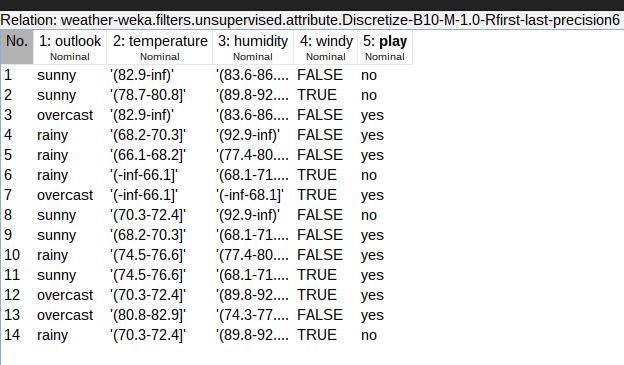 Relation: weather-weka.filters.unsupervised.attribute.Discretize-B10-M-1.0-Rfirst-last-precision6
No. 1: outlook 2: temperature 3: humidity 4: windy 5: play
Nominal Nominal Nominal Nominal Nominal
1 sunny '(82.9-inf)' '(83.6-86.... FALSE no
2 sunny '(78.7-80.8]' '(89.8-92.... TRUE no
3 overcast '(82.9-inf)' '(83.6-86.... FALSE yes
4 rainy '(68.2-70.3]' '(92.9-inf)' FALSE yes
5 rainy '(66.1-68.2]' '(77.4-80.... FALSE yes
6 rainy '(-inf-66.1]' '(68.1-71.... TRUE no
7 overcast '(-inf-66.1]' '(-inf-68.1]' TRUE yes
8 sunny '(70.3-72.4]' '(92.9-inf)' FALSE no
9 sunny '(68.2-70.3]' '(68.1-71.... FALSE yes
10 rainy '(74.5-76.6]' '(77.4-80.... FALSE yes
11 sunny '(74.5-76.6]' '(68.1-71.... TRUE yes
12 overcast '(70.3-72.4]' '(89.8-92.... TRUE yes
13 overcast '(80.8-82.9]' '(74.3-77.... FALSE yes
14 rainy '(70.3-72.4]' '(89.8-92.... TRUE no